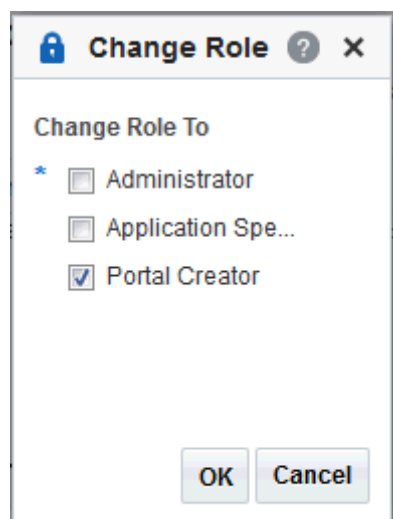 Change Role ? ×
Change Role To
* Administrator
Application Spe...
Portal Creator
OK Cancel